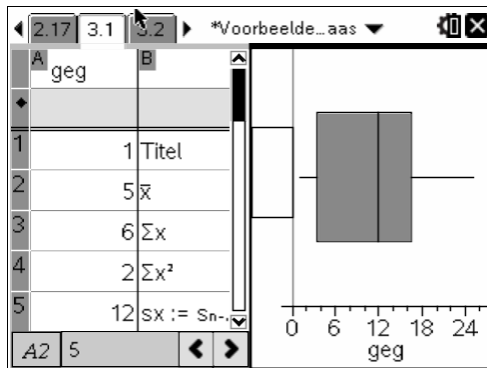 2.17 3.1 3.2 *Voorbeelde…aas
A geg B
1 1 Titel
2 5 x̅
3 6 Σx
4 2 Σx²
5 12 sx := sn-…
A2 5
0 6 12 18 24
geg